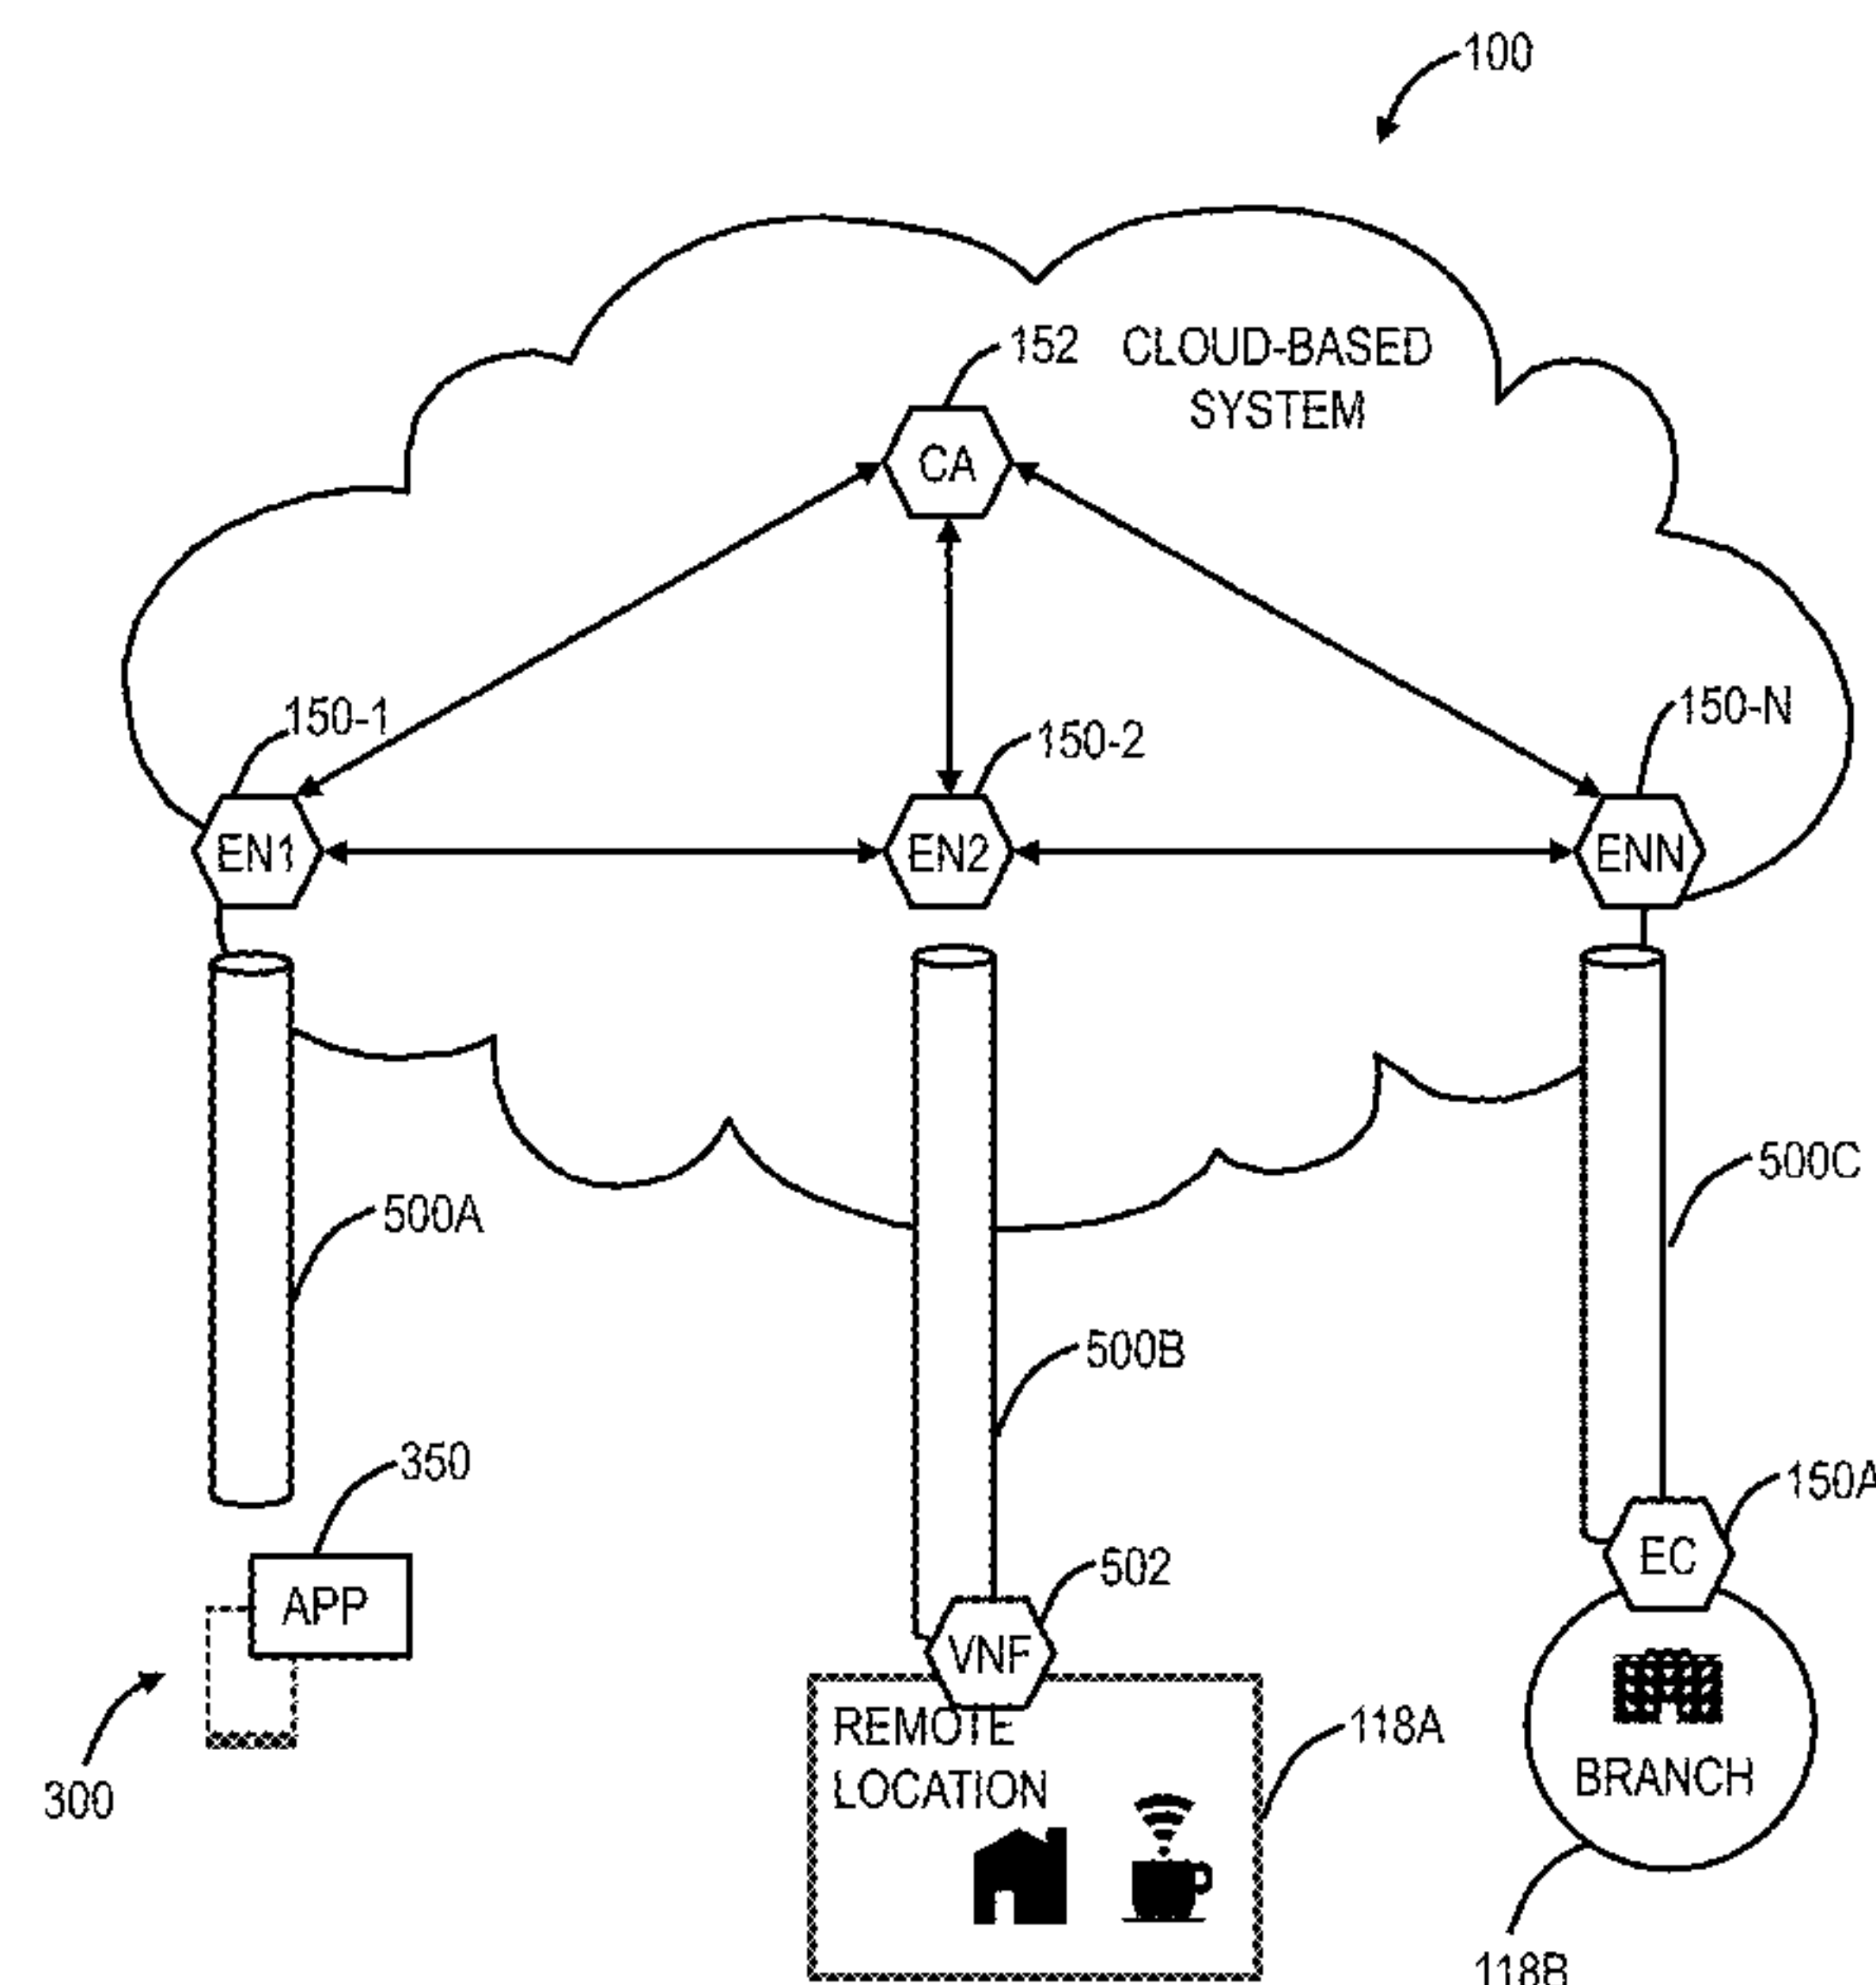 100
152 CLOUD-BASED
SYSTEM
CA
150-1
150-2
150-N
EN1
EN2
ENN
500A
500B
500C
350
APP
300
502
VNF
REMOTE
LOCATION
118A
150A
EC
BRANCH
118B